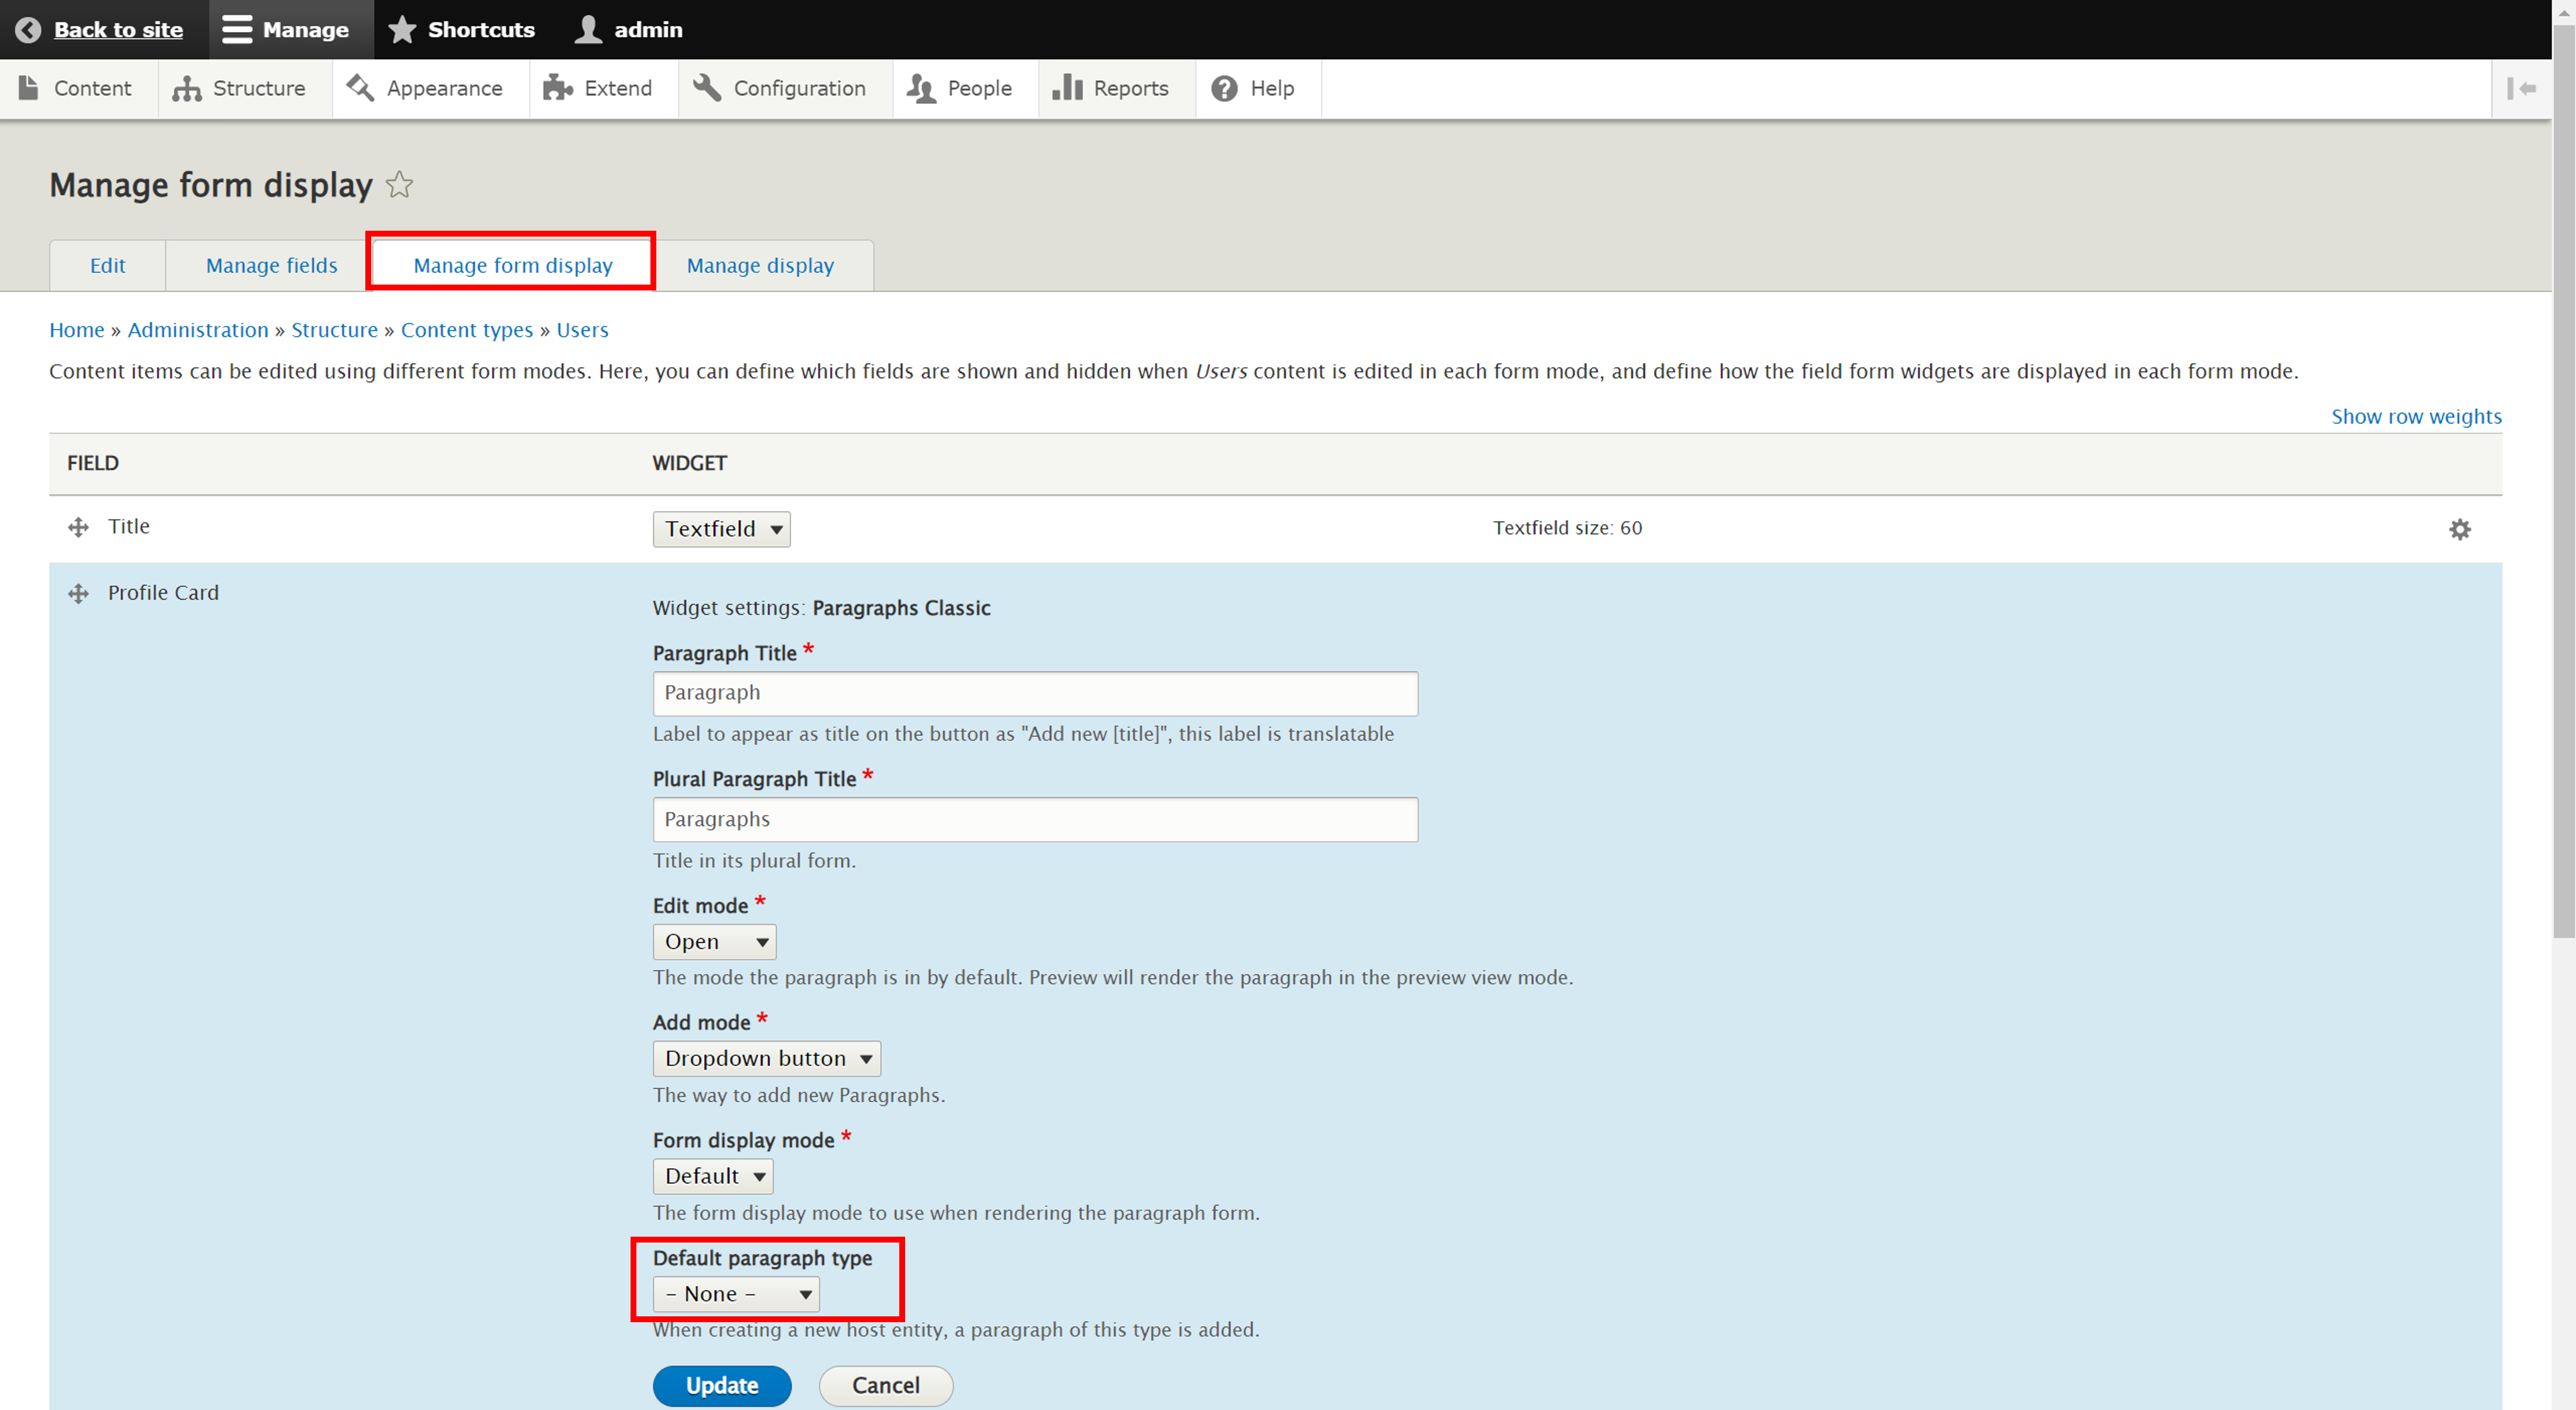 Back to site Manage Shortcuts admin
Content Structure Appearance Extend Configuration People Reports Help
Manage form display
Edit Manage fields Manage form display Manage display
Home » Administration » Structure » Content types » Users
Content items can be edited using different form modes. Here, you can define which fields are shown and hidden when Users content is edited in each form mode, and define how the field form widgets are displayed in each form mode.
Show row weights
FIELD WIDGET
Title Textfield Textfield size: 60
Profile Card
Widget settings: Paragraphs Classic
Paragraph Title *
Paragraph
Label to appear as title on the button as "Add new [title]", this label is translatable
Plural Paragraph Title *
Paragraphs
Title in its plural form.
Edit mode *
Open
The mode the paragraph is in by default. Preview will render the paragraph in the preview view mode.
Add mode *
Dropdown button
The way to add new Paragraphs.
Form display mode *
Default
The form display mode to use when rendering the paragraph form.
Default paragraph type
- None -
When creating a new host entity, a paragraph of this type is added.
Update Cancel